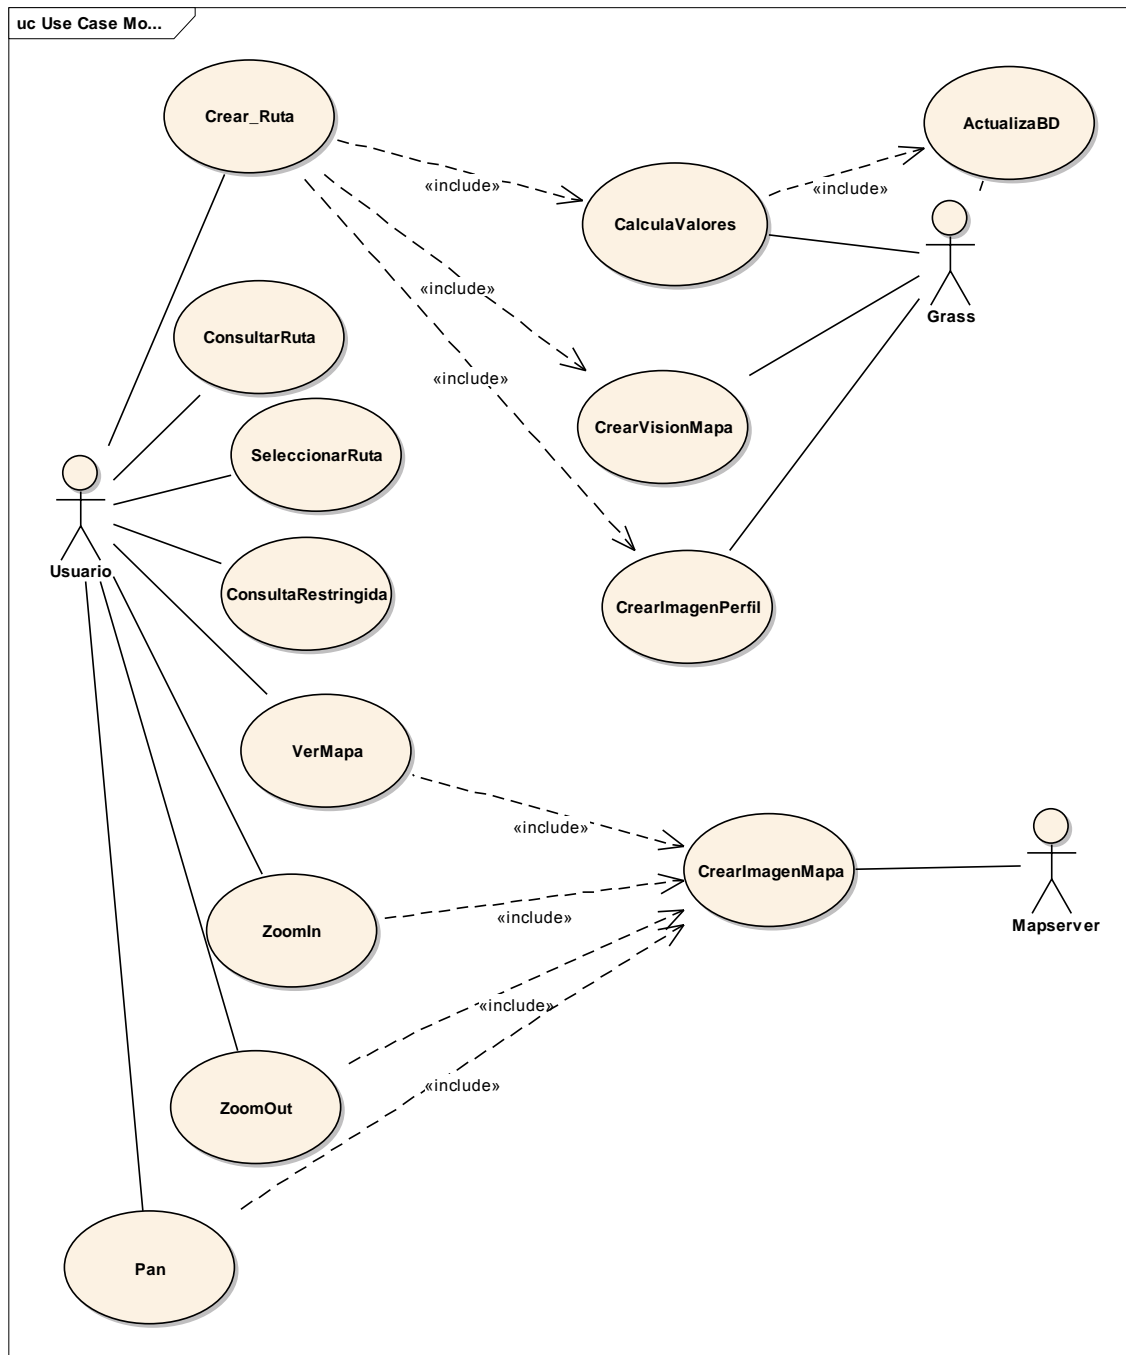 uc Use Case Mo...
Crear_Ruta
ActualizaBD
«include»
«include»
CalculaValores
«include»
Grass
ConsultarRuta
«include»
CrearVisionMapa
SeleccionarRuta
Usuario
ConsultaRestringida
CrearImagenPerfil
VerMapa
«include»
CrearImagenMapa
Mapserver
«include»
ZoomIn
«include»
«include»
ZoomOut
Pan